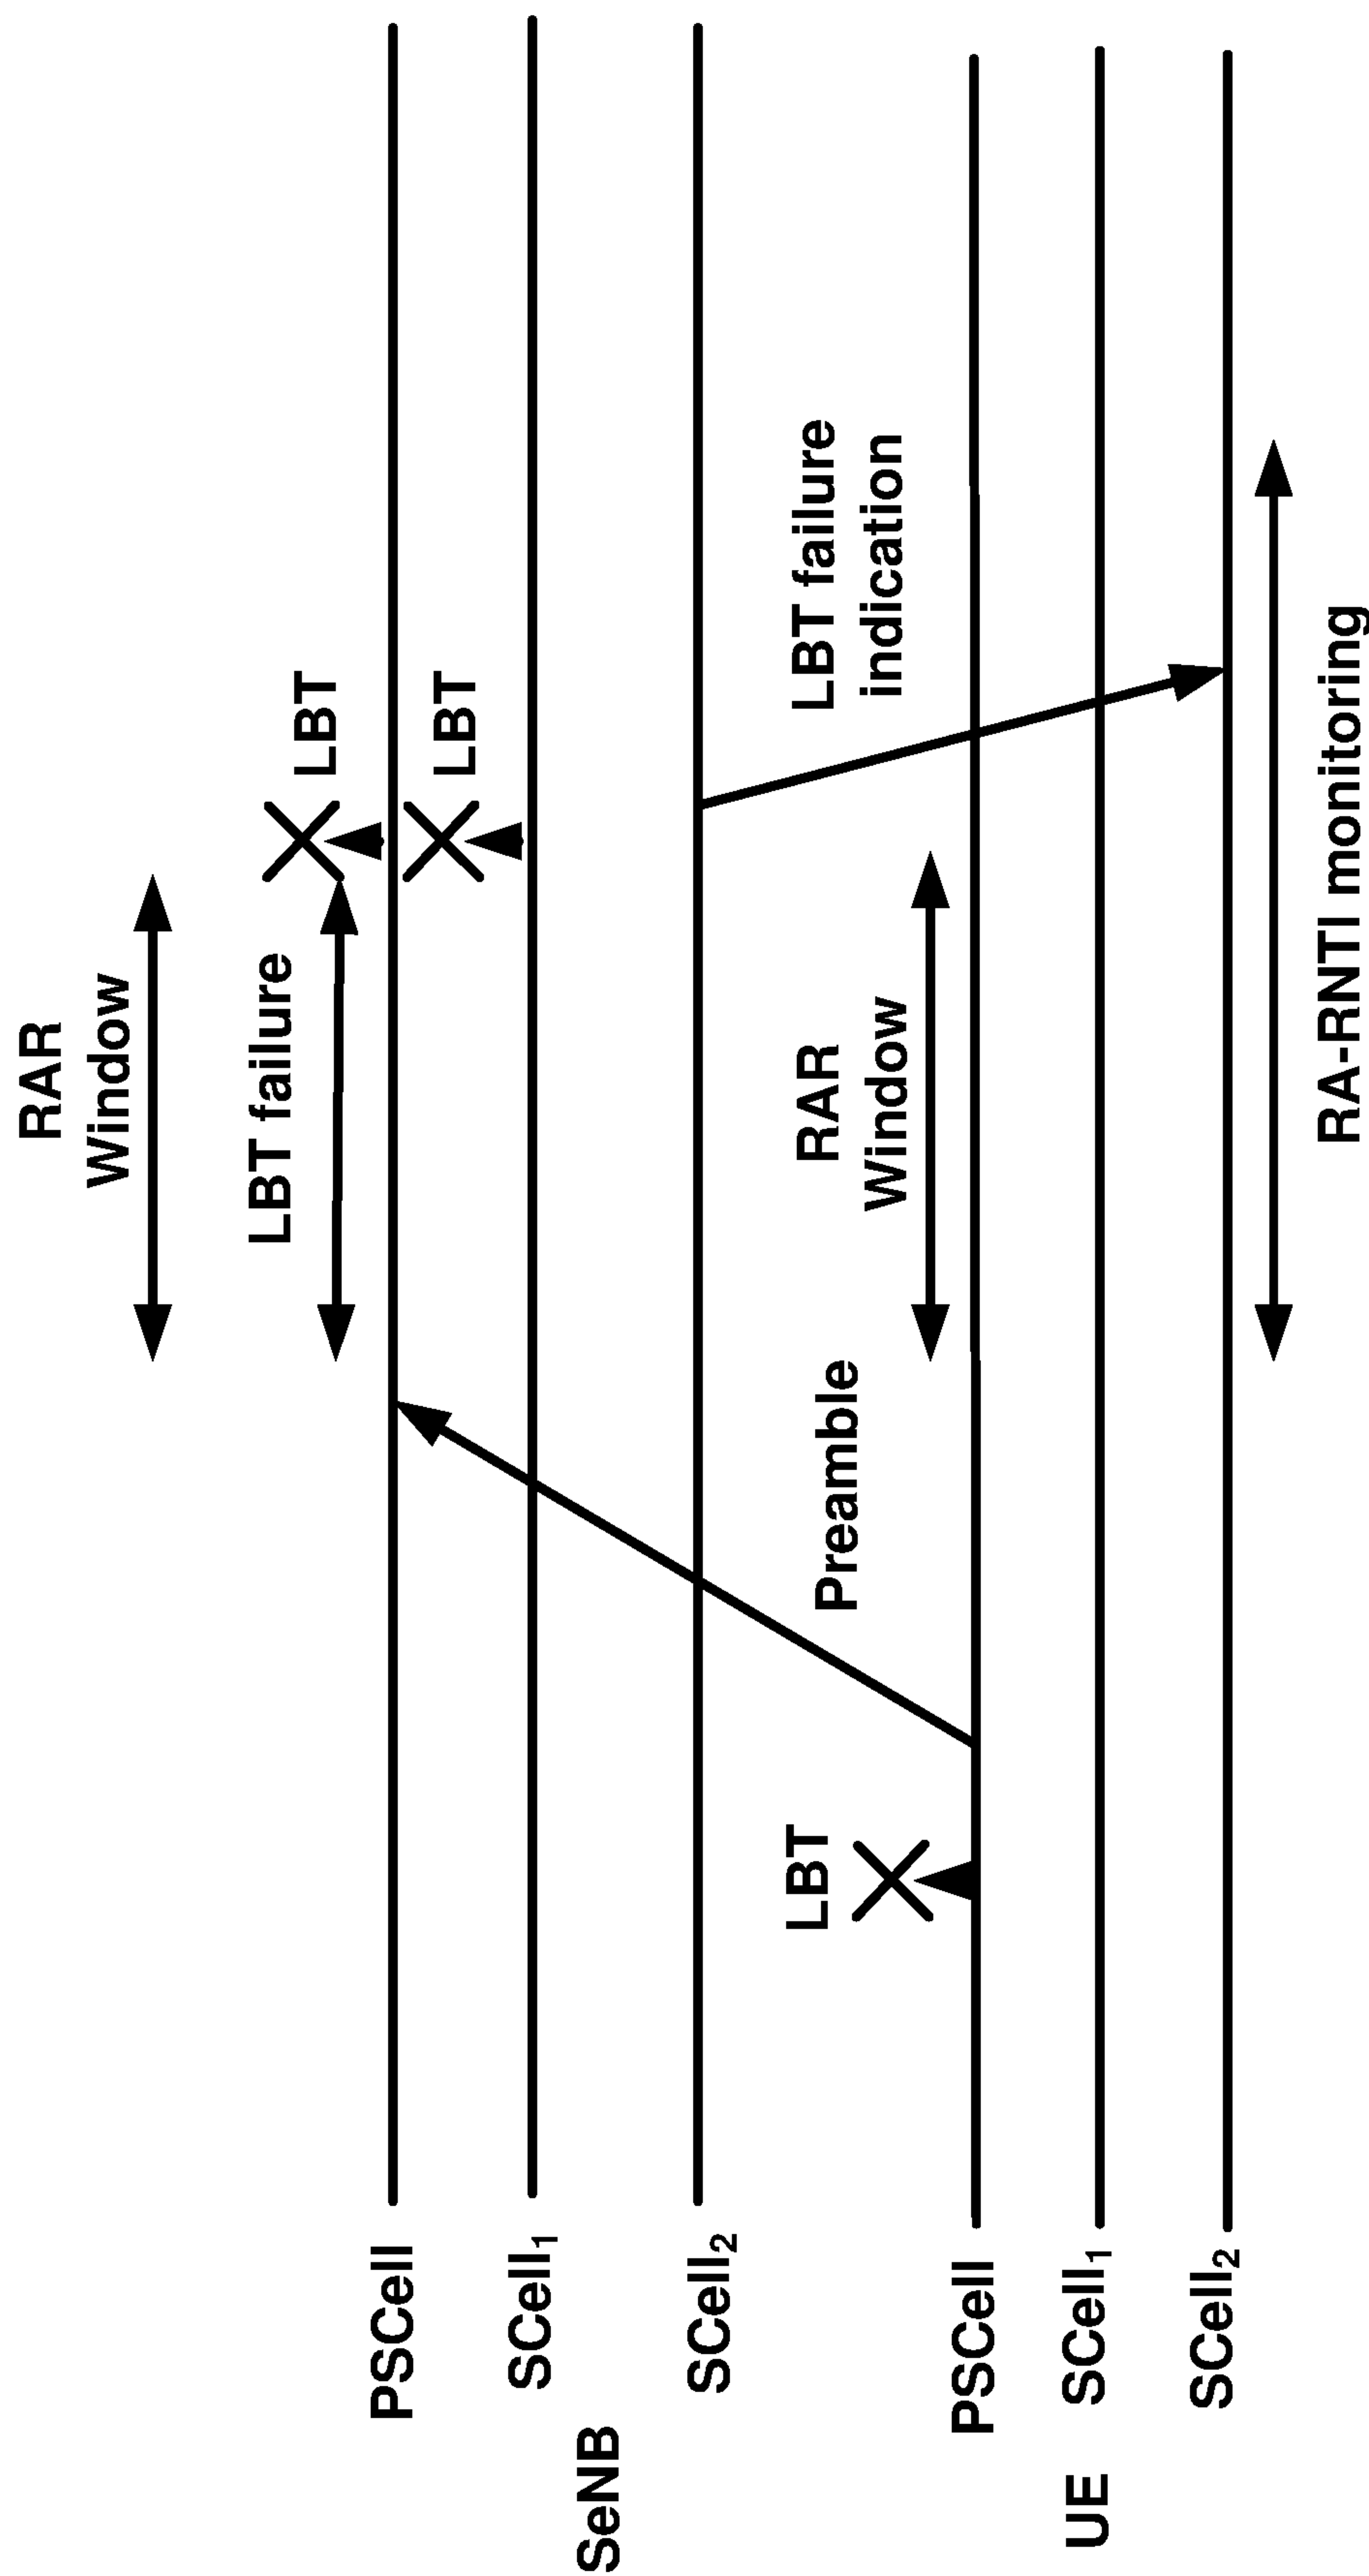 RAR
Window
LBT failure
LBT
LBT
PSCell
SCell₁
SCell₂
SeNB
LBT failure
indication
RAR
Window
Preamble
LBT
PSCell
SCell₁
SCell₂
UE
RA-RNTI monitoring